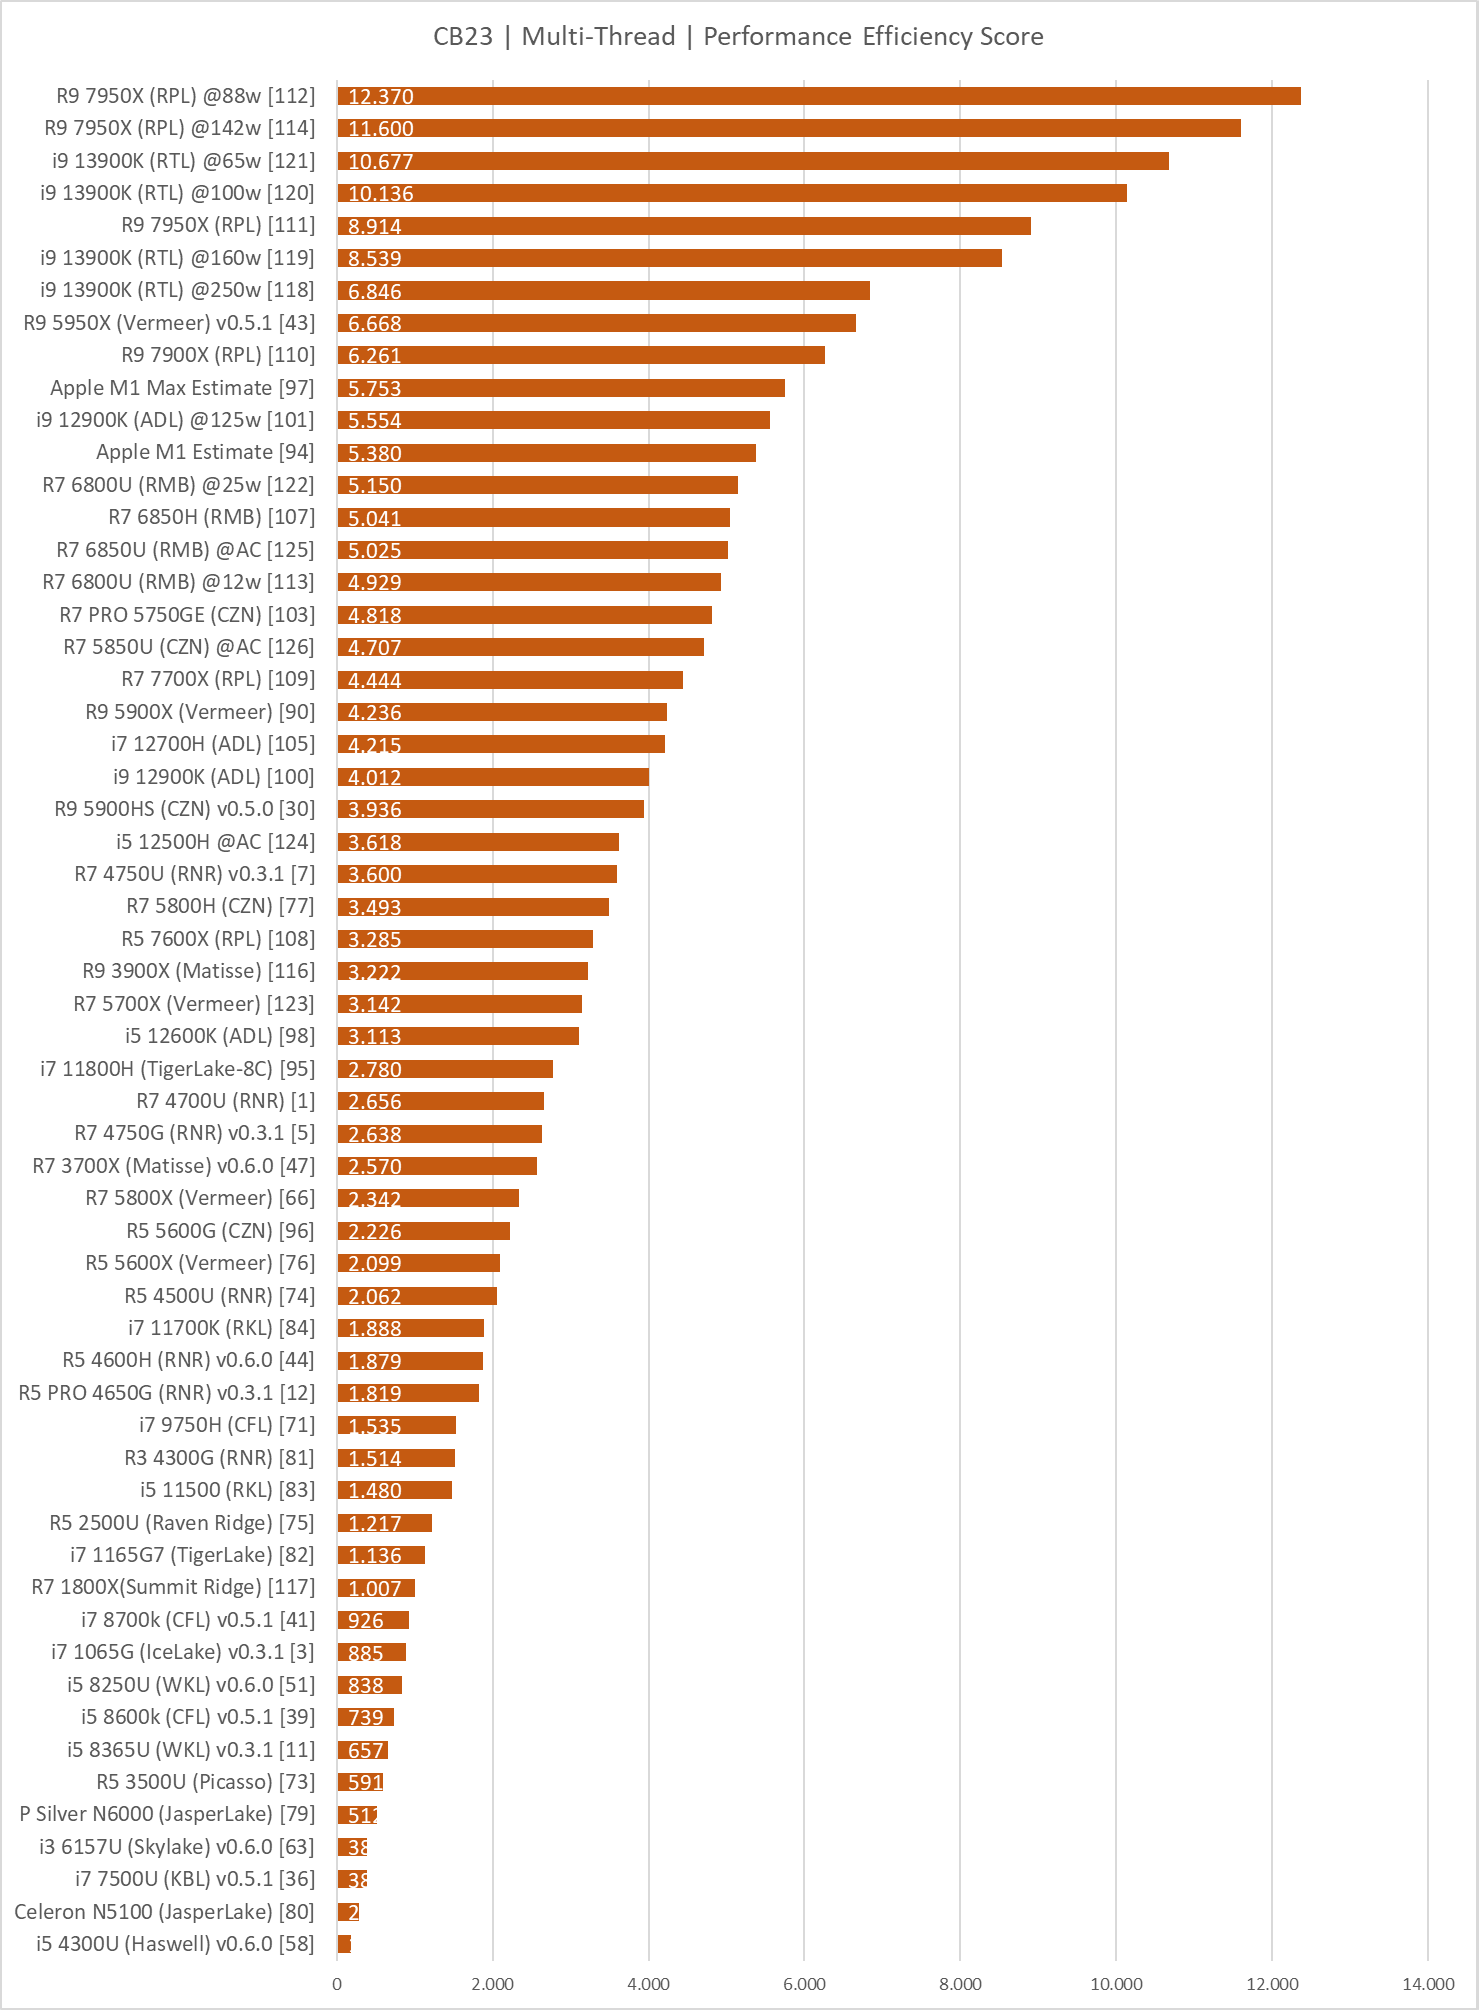 CB23 | Multi-Thread | Performance Efficiency Score
R9 7950X (RPL) @88w [112] 12.370
R9 7950X (RPL) @142w [114] 11.600
i9 13900K (RTL) @65w [121] 10.677
i9 13900K (RTL) @100w [120] 10.136
R9 7950X (RPL) [111] 8.914
i9 13900K (RTL) @160w [119] 8.539
i9 13900K (RTL) @250w [118] 6.846
R9 5950X (Vermeer) v0.5.1 [43] 6.668
R9 7900X (RPL) [110] 6.261
Apple M1 Max Estimate [97] 5.753
i9 12900K (ADL) @125w [101] 5.554
Apple M1 Estimate [94] 5.380
R7 6800U (RMB) @25w [122] 5.150
R7 6850H (RMB) [107] 5.041
R7 6850U (RMB) @AC [125] 5.025
R7 6800U (RMB) @12w [113] 4.929
R7 PRO 5750GE (CZN) [103] 4.818
R7 5850U (CZN) @AC [126] 4.707
R7 7700X (RPL) [109] 4.444
R9 5900X (Vermeer) [90] 4.236
i7 12700H (ADL) [105] 4.215
i9 12900K (ADL) [100] 4.012
R9 5900HS (CZN) v0.5.0 [30] 3.936
i5 12500H @AC [124] 3.618
R7 4750U (RNR) v0.3.1 [7] 3.600
R7 5800H (CZN) [77] 3.493
R5 7600X (RPL) [108] 3.285
R9 3900X (Matisse) [116] 3.222
R7 5700X (Vermeer) [123] 3.142
i5 12600K (ADL) [98] 3.113
i7 11800H (TigerLake-8C) [95] 2.780
R7 4700U (RNR) [1] 2.656
R7 4750G (RNR) v0.3.1 [5] 2.638
R7 3700X (Matisse) v0.6.0 [47] 2.570
R7 5800X (Vermeer) [66] 2.342
R5 5600G (CZN) [96] 2.226
R5 5600X (Vermeer) [76] 2.099
R5 4500U (RNR) [74] 2.062
i7 11700K (RKL) [84] 1.888
R5 4600H (RNR) v0.6.0 [44] 1.879
R5 PRO 4650G (RNR) v0.3.1 [12] 1.819
i7 9750H (CFL) [71] 1.535
R3 4300G (RNR) [81] 1.514
i5 11500 (RKL) [83] 1.480
R5 2500U (Raven Ridge) [75] 1.217
i7 1165G7 (TigerLake) [82] 1.136
R7 1800X(Summit Ridge) [117] 1.007
i7 8700k (CFL) v0.5.1 [41] 926
i7 1065G (IceLake) v0.3.1 [3] 885
i5 8250U (WKL) v0.6.0 [51] 838
i5 8600k (CFL) v0.5.1 [39] 739
i5 8365U (WKL) v0.3.1 [11] 657
R5 3500U (Picasso) [73] 591
P Silver N6000 (JasperLake) [79] 512
i3 6157U (Skylake) v0.6.0 [63]
i7 7500U (KBL) v0.5.1 [36]
Celeron N5100 (JasperLake) [80]
i5 4300U (Haswell) v0.6.0 [58]
0 2.000 4.000 6.000 8.000 10.000 12.000 14.000